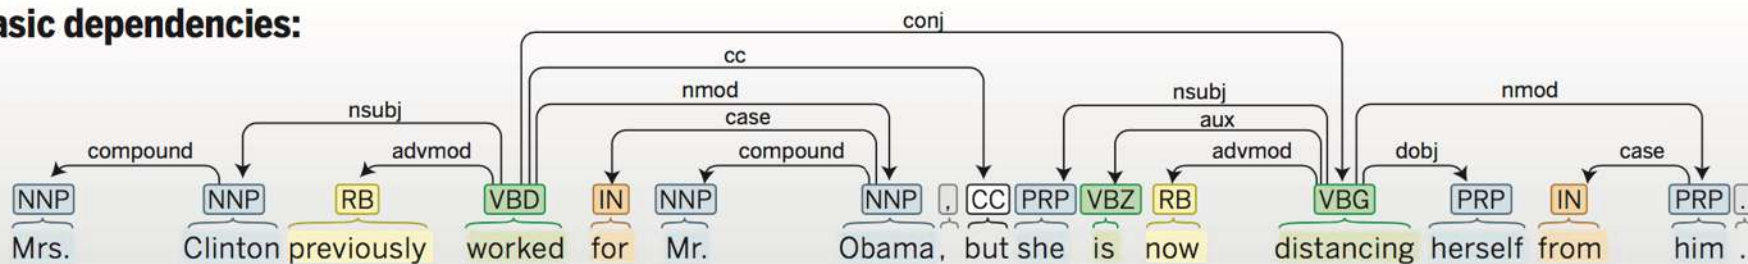 asic dependencies:
conj
cc
nmod nsubj nmod
nsubj case aux
compound advmod compound advmod dobj case
NNP NNP RB VBD IN NNP NNP , CC PRP VBZ RB VBG PRP IN PRP .
Mrs. Clinton previously worked for Mr. Obama, but she is now distancing herself from him .